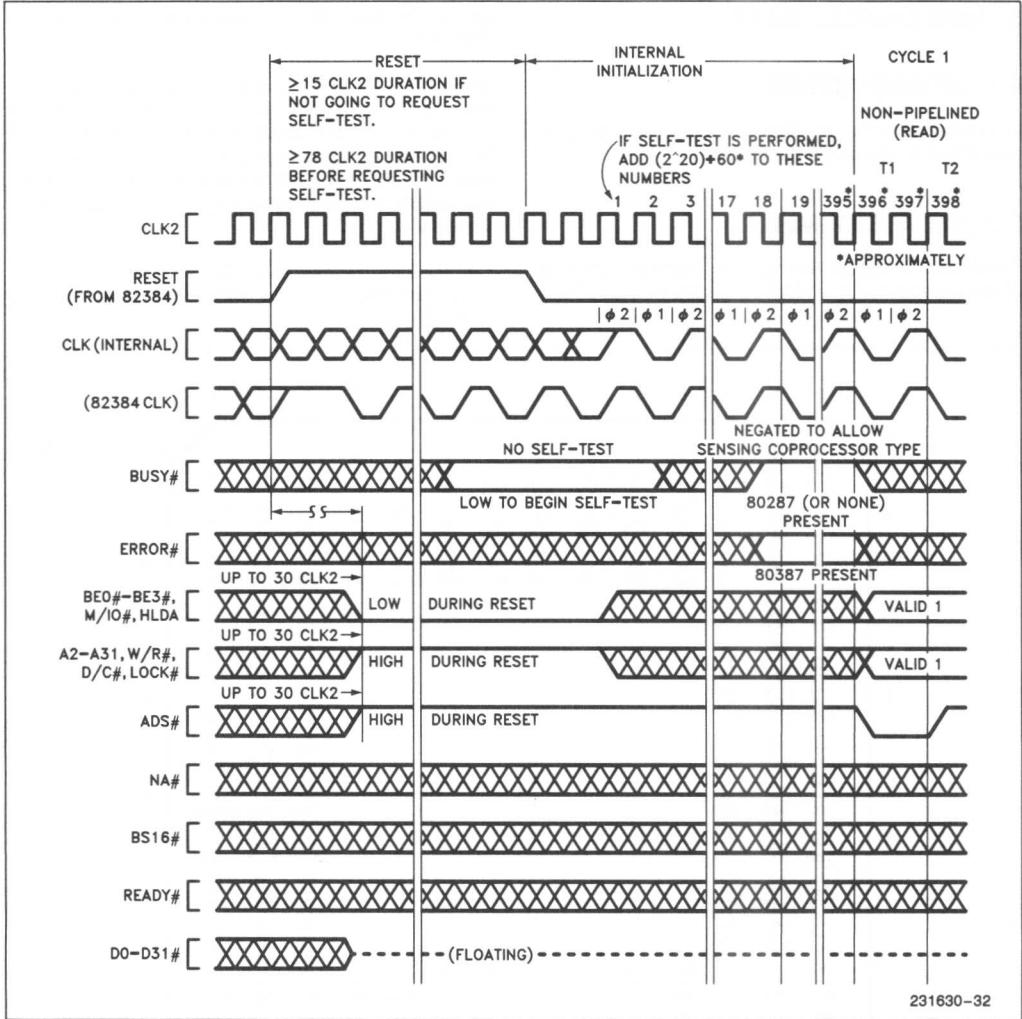 RESET
≥15 CLK2 DURATION IF
NOT GOING TO REQUEST
SELF-TEST.
≥78 CLK2 DURATION
BEFORE REQUESTING
SELF-TEST.
INTERNAL
INITIALIZATION
CYCLE 1
NON-PIPELINED
(READ)
IF SELF-TEST IS PERFORMED,
ADD (2^20)+60* TO THESE
NUMBERS
T1 T2
1 2 3 17 18 19 395* 396* 397* 398*
CLK2
*APPROXIMATELY
RESET
(FROM 82384)
ϕ2 ϕ1 ϕ2 ϕ1 ϕ2 ϕ1 ϕ2 ϕ1 ϕ2
CLK (INTERNAL)
(82384 CLK)
NEGATED TO ALLOW
SENSING COPROCESSOR TYPE
NO SELF-TEST
BUSY#
LOW TO BEGIN SELF-TEST
80287 (OR NONE)
PRESENT
ERROR#
80387 PRESENT
UP TO 30 CLK2
BE0#-BE3#,
M/IO#, HLDA
LOW DURING RESET
VALID 1
UP TO 30 CLK2
A2-A31, W/R#,
D/C#, LOCK#
HIGH DURING RESET
VALID 1
UP TO 30 CLK2
ADS#
HIGH DURING RESET
NA#
BS16#
READY#
D0-D31#
(FLOATING)
231630-32